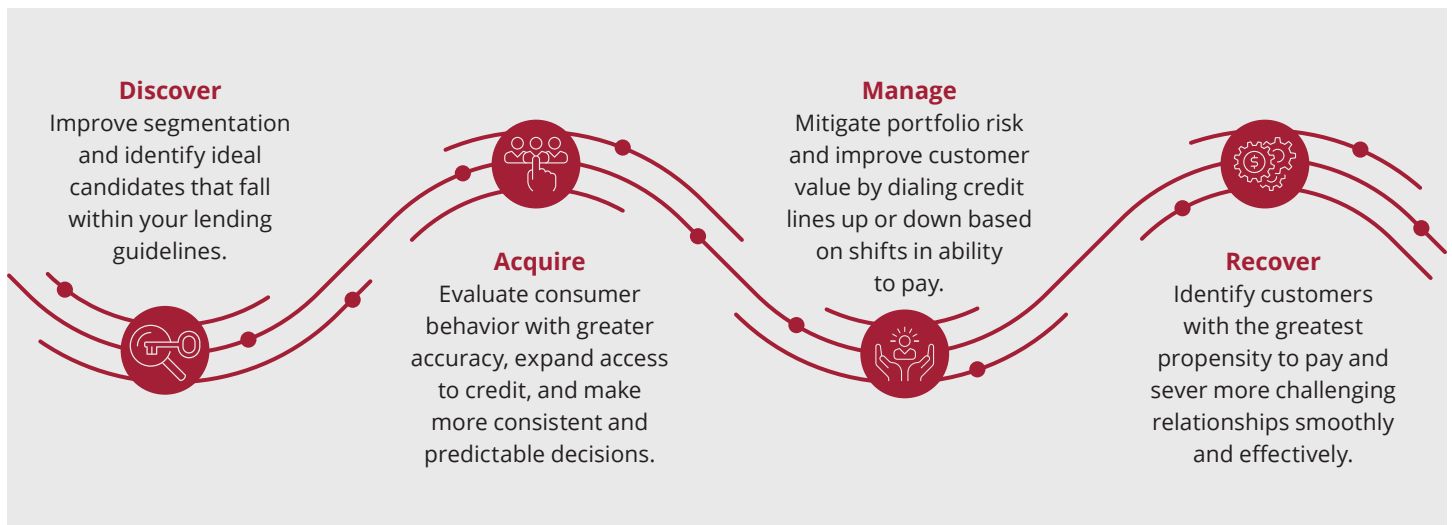 Discover
Improve segmentation
and identify ideal
candidates that fall
within your lending
guidelines.
Acquire
Evaluate consumer
behavior with greater
accuracy, expand access
to credit, and make
more consistent and
predictable decisions.
Manage
Mitigate portfolio risk
and improve customer
value by dialing credit
lines up or down based
on shifts in ability
to pay.
Recover
Identify customers
with the greatest
propensity to pay and
sever more challenging
relationships smoothly
and effectively.
$